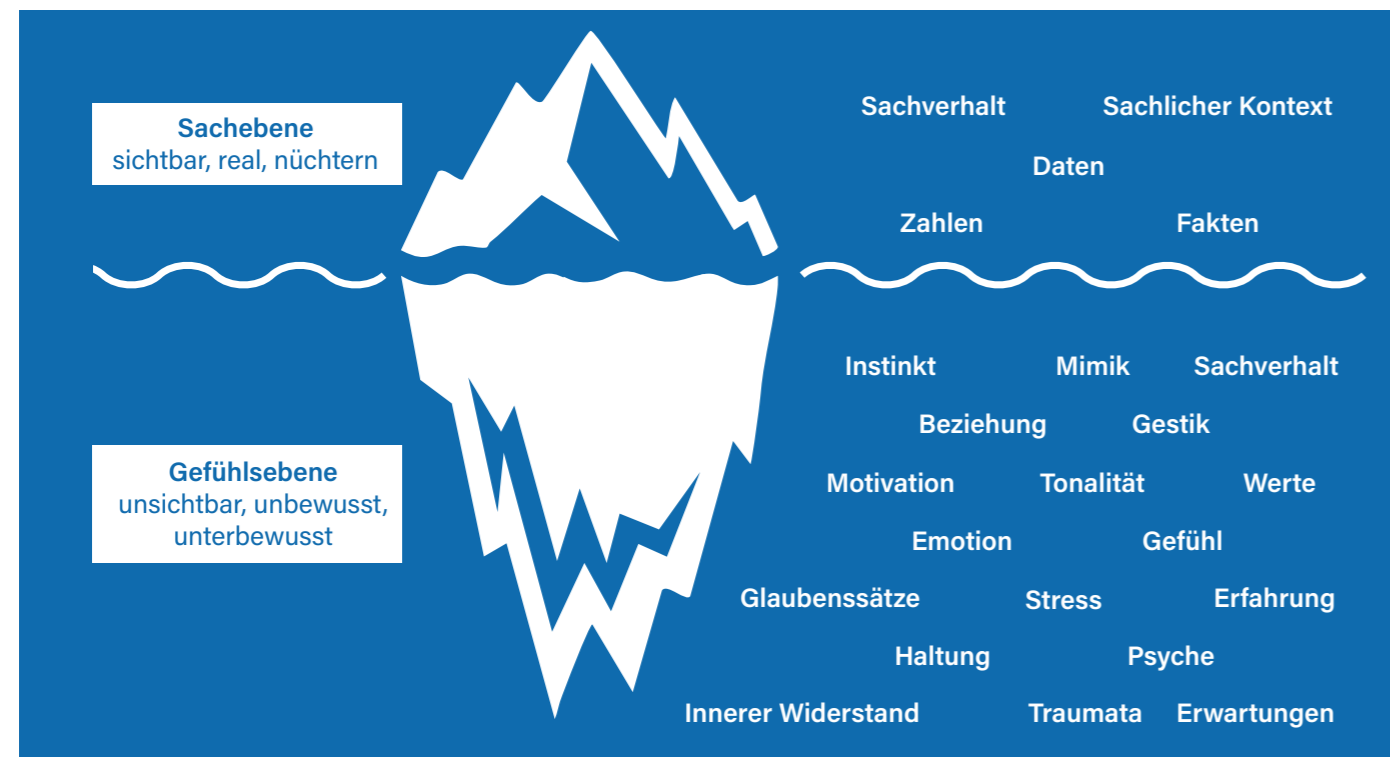 Sachebene
sichtbar, real, nüchtern
Sachverhalt Sachlicher Kontext
Daten
Zahlen Fakten
Gefühlsebene
unsichtbar, unbewusst,
unterbewusst
Instinkt Mimik Sachverhalt
Beziehung Gestik
Motivation Tonalität Werte
Emotion Gefühl
Glaubenssätze Stress Erfahrung
Haltung Psyche
Innerer Widerstand Traumata Erwartungen